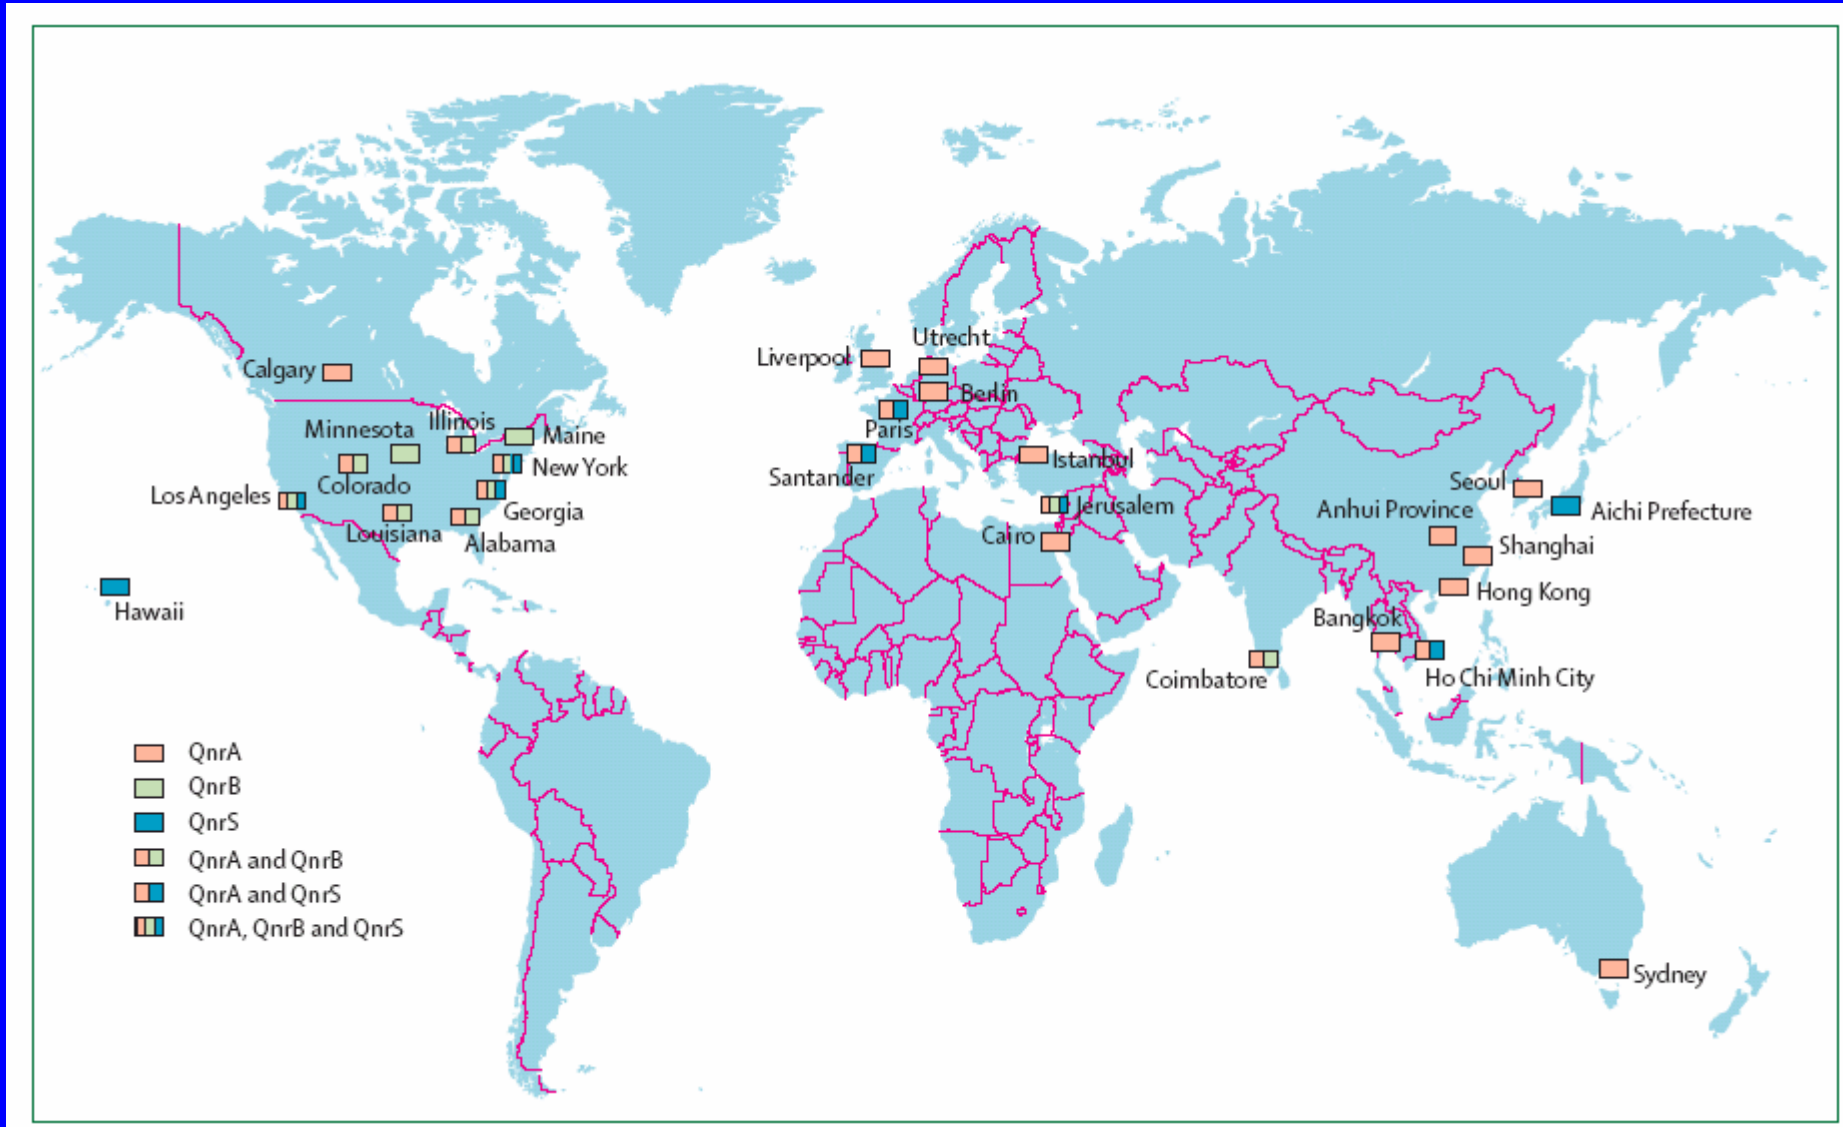 Utrecht
Liverpool
Calgary
Berlin
Illinois
Minnesota
Maine
Paris
New York
Istanbul
Santander
Colorado
Seoul
Los Angeles
Jerusalem
Georgia
Anhui Province
Aichi Prefecture
Louisiana
Alabama
Cairo
Shanghai
Hong Kong
Hawaii
Bangkok
Coimbatore
Ho Chi Minh City
QnrA
QnrB
QnrS
QnrA and QnrB
QnrA and QnrS
QnrA, QnrB and QnrS
Sydney